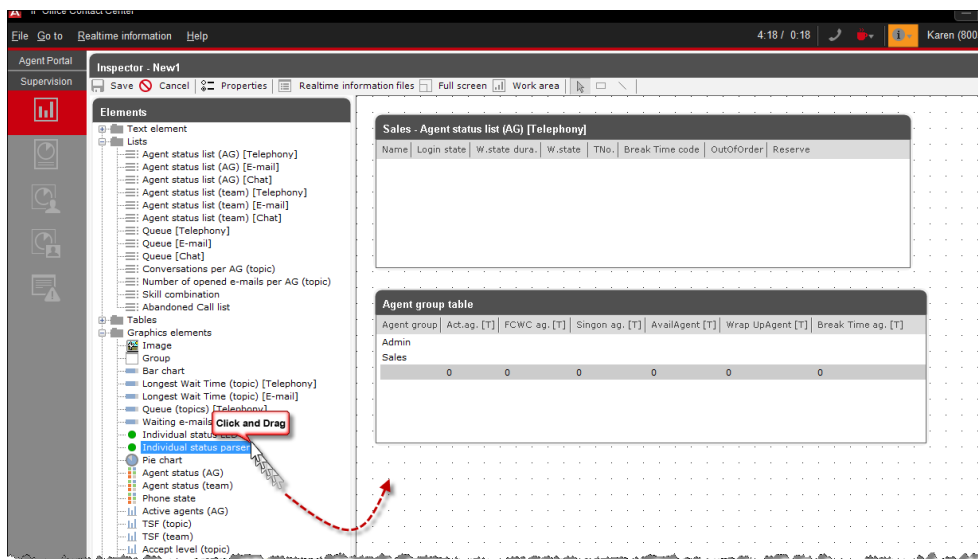 IP Office Contact Center
File Go to Realtime information Help 4:18 / 0:18 Karen (800
Agent Portal
Supervision
Inspector - New1
Save Cancel Properties Realtime information files Full screen Work area
Elements
Text element
Lists
Agent status list (AG) [Telephony]
Agent status list (AG) [E-mail]
Agent status list (AG) [Chat]
Agent status list (team) [Telephony]
Agent status list (team) [E-mail]
Agent status list (team) [Chat]
Queue [Telephony]
Queue [E-mail]
Queue [Chat]
Conversations per AG (topic)
Number of opened e-mails per AG (topic)
Skill combination
Abandoned Call list
Tables
Graphics elements
Image
Group
Bar chart
Longest Wait Time (topic) [Telephony]
Longest Wait Time (topic) [E-mail]
Queue (topics) [Telephony]
Waiting e-mails
Individual status LED
Individual status parser
Pie chart
Agent status (AG)
Agent status (team)
Phone state
Active agents (AG)
TSF (topic)
TSF (team)
Accept level (topic)
Click and Drag
Sales - Agent status list (AG) [Telephony]
Name Login state W.state dura. W.state TNo. Break Time code OutOfOrder Reserve
Agent group table
Agent group Act.ag. [T] FCWC ag. [T] Singon ag. [T] AvailAgent [T] Wrap UpAgent [T] Break Time ag. [T]
Admin
Sales
0 0 0 0 0 0